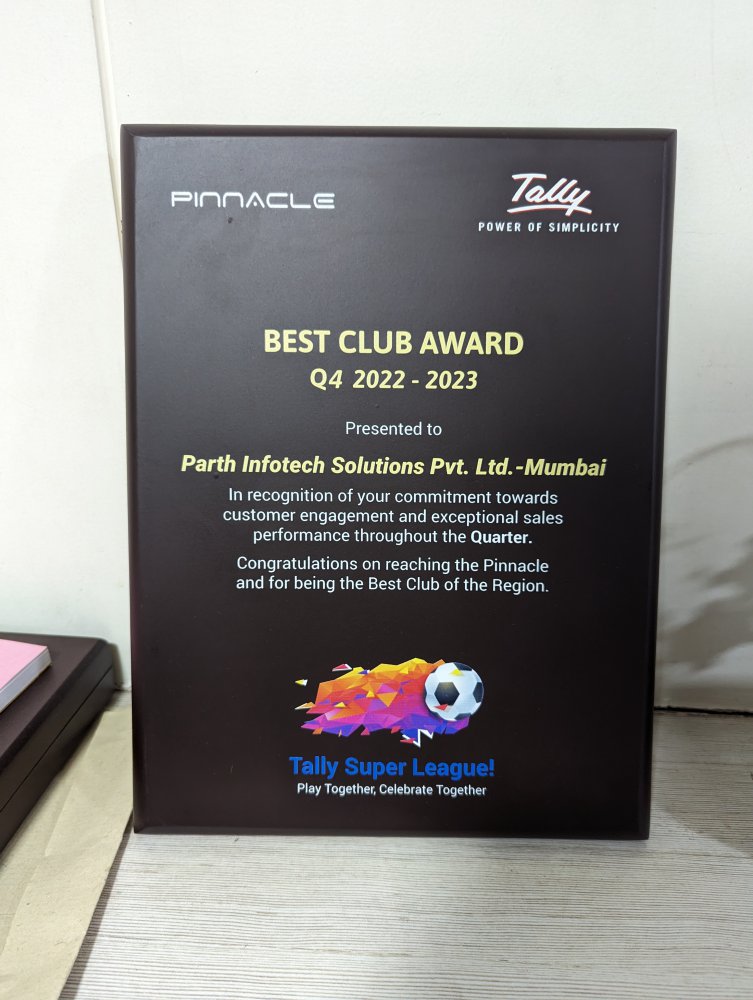 PINNACLE
Tally
POWER OF SIMPLICITY
BEST CLUB AWARD
Q4 2022 - 2023
Presented to
Parth Infotech Solutions Pvt. Ltd.-Mumbai
In recognition of your commitment towards
customer engagement and exceptional sales
performance throughout the Quarter.
Congratulations on reaching the Pinnacle
and for being the Best Club of the Region.
Tally Super League!
Play Together, Celebrate Together